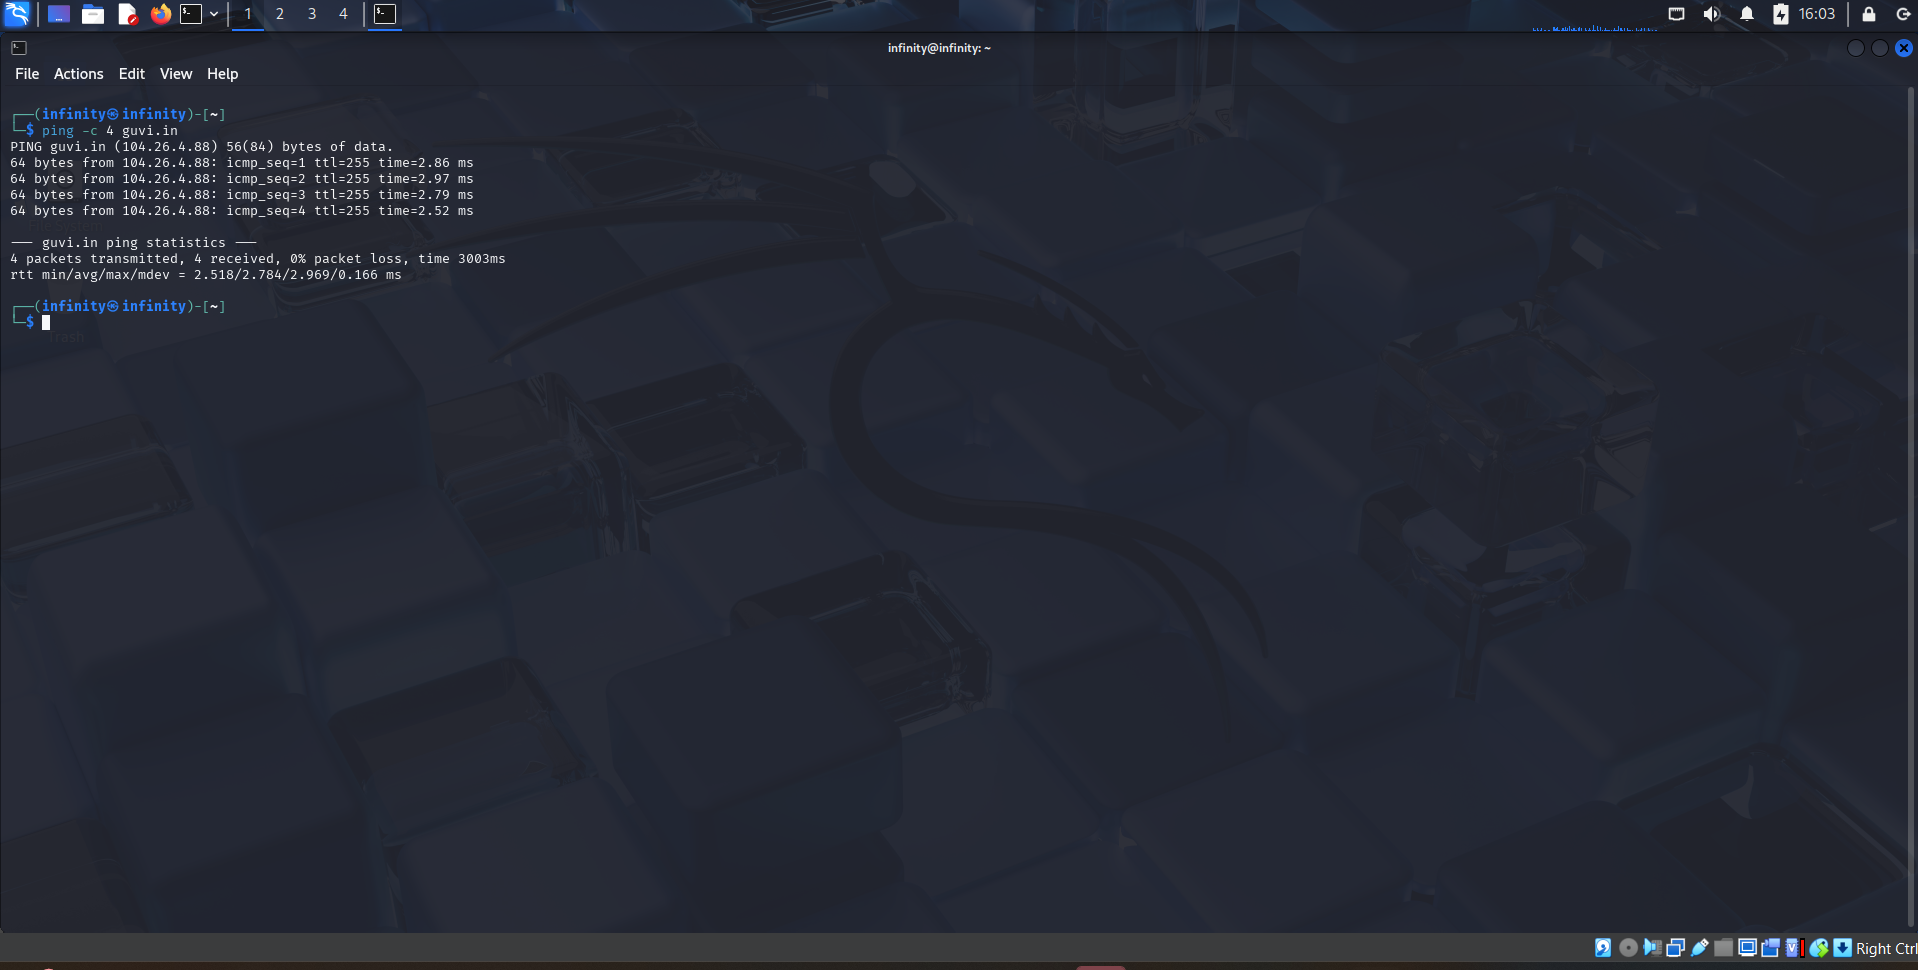 1 2 3 4 16:03
infinity@infinity: ~
File Actions Edit View Help
┌──(infinity㉿infinity)-[~]
└─$ ping -c 4 guvi.in
PING guvi.in (104.26.4.88) 56(84) bytes of data.
64 bytes from 104.26.4.88: icmp_seq=1 ttl=255 time=2.86 ms
64 bytes from 104.26.4.88: icmp_seq=2 ttl=255 time=2.97 ms
64 bytes from 104.26.4.88: icmp_seq=3 ttl=255 time=2.79 ms
64 bytes from 104.26.4.88: icmp_seq=4 ttl=255 time=2.52 ms
--- guvi.in ping statistics ---
4 packets transmitted, 4 received, 0% packet loss, time 3003ms
rtt min/avg/max/mdev = 2.518/2.784/2.969/0.166 ms
┌──(infinity㉿infinity)-[~]
└─$
Trash
Right Ctrl